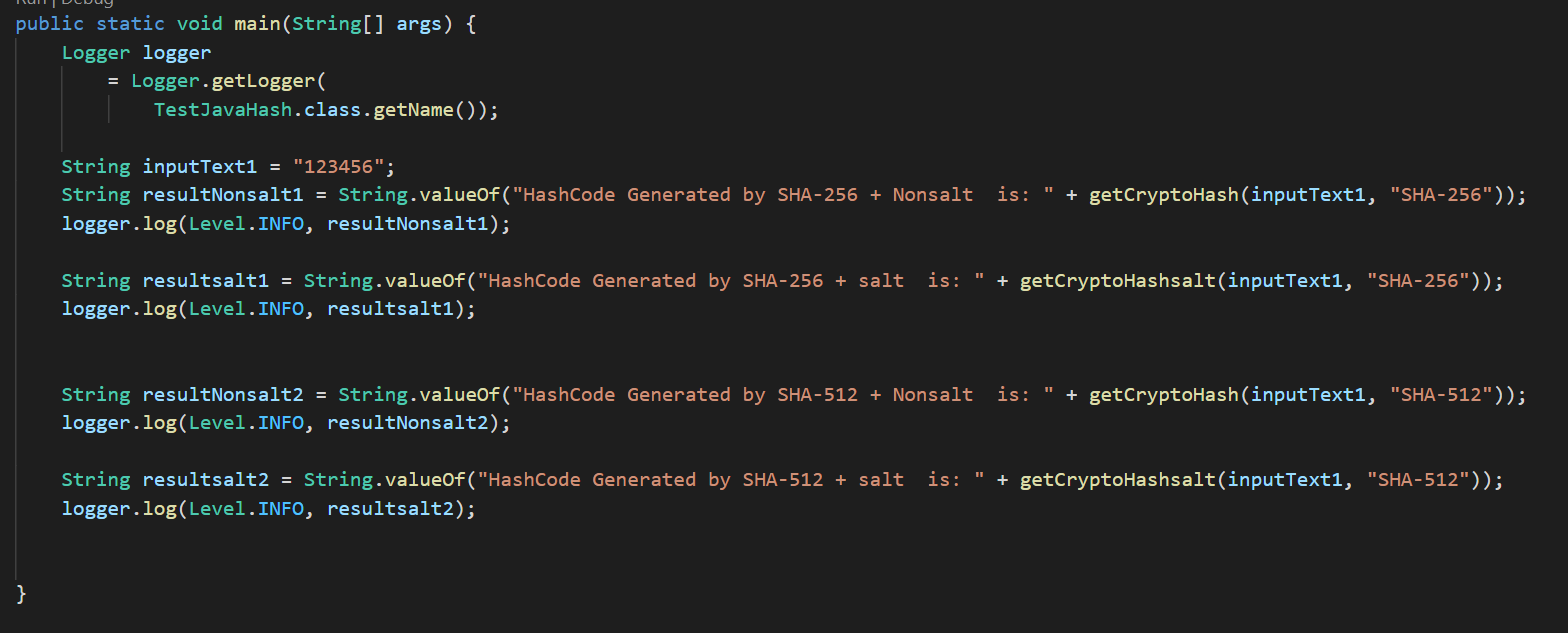 Run | Debug
public static void main(String[] args) {
Logger logger
= Logger.getLogger(
TestJavaHash.class.getName());
String inputText1 = "123456";
String resultNonsalt1 = String.valueOf("HashCode Generated by SHA-256 + Nonsalt  is: " + getCryptoHash(inputText1, "SHA-256"));
logger.log(Level.INFO, resultNonsalt1);
String resultsalt1 = String.valueOf("HashCode Generated by SHA-256 + salt  is: " + getCryptoHashsalt(inputText1, "SHA-256"));
logger.log(Level.INFO, resultsalt1);
String resultNonsalt2 = String.valueOf("HashCode Generated by SHA-512 + Nonsalt  is: " + getCryptoHash(inputText1, "SHA-512"));
logger.log(Level.INFO, resultNonsalt2);
String resultsalt2 = String.valueOf("HashCode Generated by SHA-512 + salt  is: " + getCryptoHashsalt(inputText1, "SHA-512"));
logger.log(Level.INFO, resultsalt2);
}